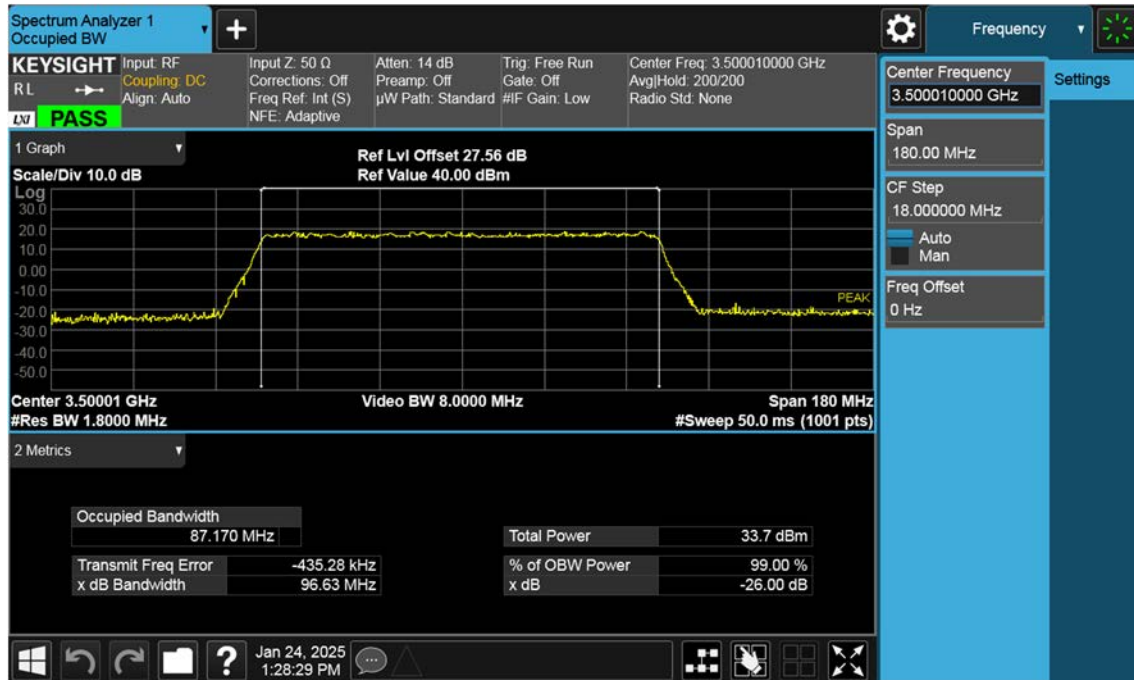 Spectrum Analyzer 1
Occupied BW
Frequency
KEYSIGHT
R L
LXI
PASS
Input: RF
Coupling: DC
Align: Auto
Input Z: 50 Ω
Corrections: Off
Freq Ref: Int (S)
NFE: Adaptive
Atten: 14 dB
Preamp: Off
µW Path: Standard
Trig: Free Run
Gate: Off
#IF Gain: Low
Center Freq: 3.500010000 GHz
Avg|Hold: 200/200
Radio Std: None
Center Frequency
3.500010000 GHz
Settings
Span
180.00 MHz
CF Step
18.000000 MHz
Auto
Man
Freq Offset
0 Hz
1 Graph
Scale/Div 10.0 dB
Ref Lvl Offset 27.56 dB
Ref Value 40.00 dBm
Log
30.0
20.0
10.0
0.00
-10.0
-20.0
-30.0
-40.0
-50.0
PEAK
Center 3.50001 GHz
#Res BW 1.8000 MHz
Video BW 8.0000 MHz
Span 180 MHz
#Sweep 50.0 ms (1001 pts)
2 Metrics
Occupied Bandwidth
87.170 MHz
Total Power 33.7 dBm
Transmit Freq Error -435.28 kHz
% of OBW Power 99.00 %
x dB Bandwidth 96.63 MHz
x dB -26.00 dB
?
Jan 24, 2025
1:28:29 PM